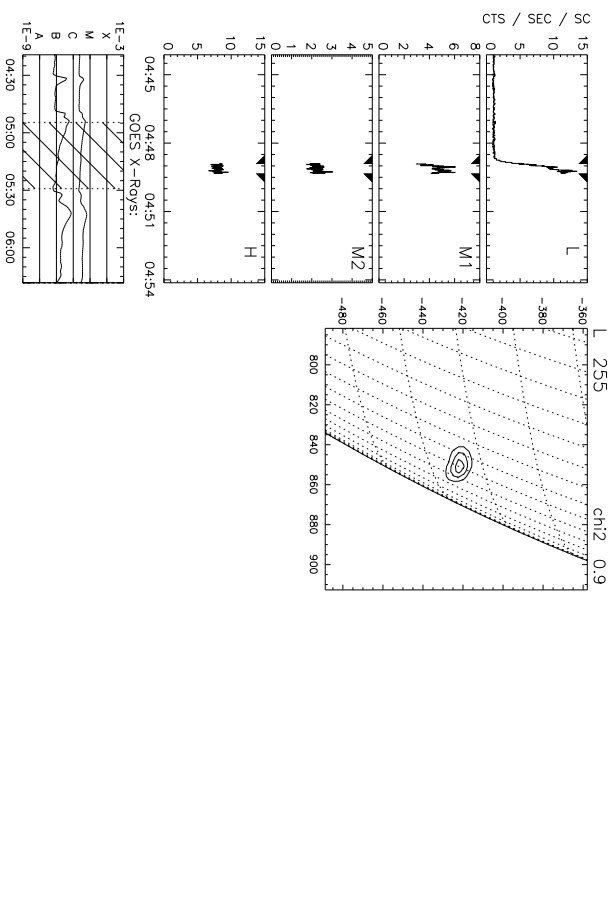 CTS / SEC / SC
15
10
5
0
L
8
6
4
2
0
M1
5
4
3
2
1
0
M2
15
10
5
0
H
04:45 04:48 04:51 04:54
GOES X-Rays:
1E-3
X
M
C
B
A
1E-9
04:30 05:00 05:30 06:00
L 255 chi2 0.9
-360
-380
-400
-420
-440
-460
-480
800 820 840 860 880 900